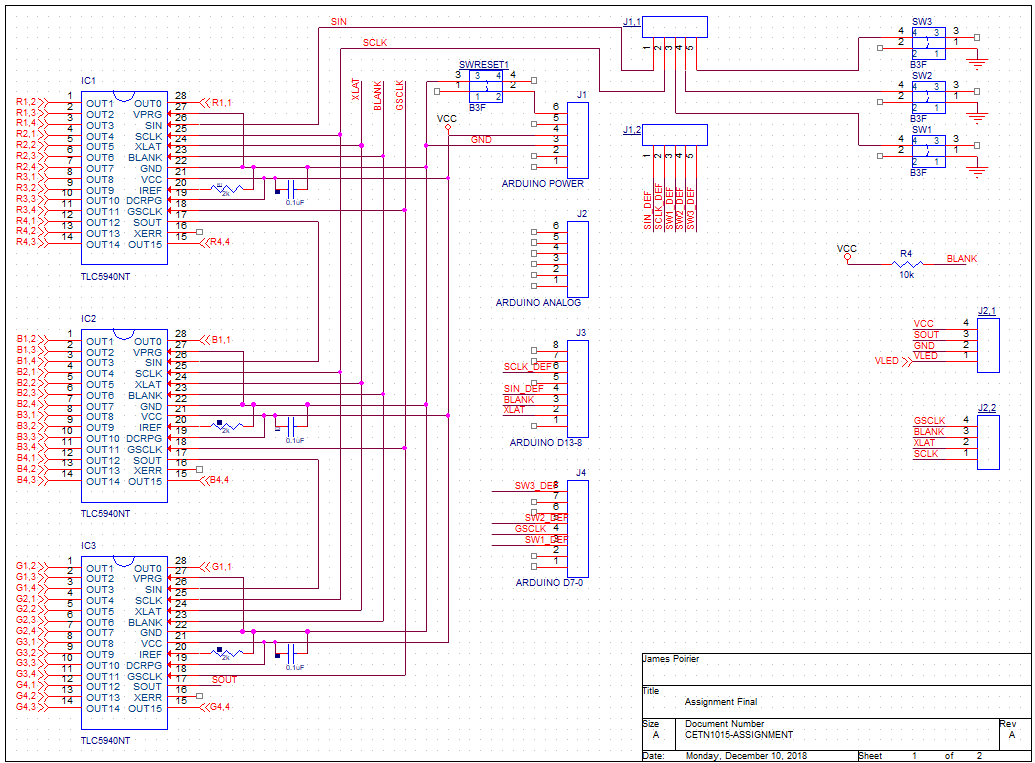 SIN
SCLK
XLAT
BLANK
GSCLK
IC1
R1,2 1 OUT1 OUT0 28 R1,1
R1,3 2 OUT2 VPRG 27
R1,4 3 OUT3 SIN 26
R2,1 4 OUT4 SCLK 25
R2,2 5 OUT5 XLAT 24
R2,3 6 OUT6 BLANK 23
R2,4 7 OUT7 GND 22
R3,1 8 OUT8 VCC 21
R3,2 9 OUT9 IREF 20
R3,3 10 OUT10 DCRPG 19
R3,4 11 OUT11 GSCLK 18
R4,1 12 OUT12 SOUT 17
R4,2 13 OUT13 XERR 16
R4,3 14 OUT14 OUT15 15 R4,4
2k
0.1uF
TLC5940NT
IC2
B1,2 1 OUT1 OUT0 28 B1,1
B1,3 2 OUT2 VPRG 27
B1,4 3 OUT3 SIN 26
B2,1 4 OUT4 SCLK 25
B2,2 5 OUT5 XLAT 24
B2,3 6 OUT6 BLANK 23
B2,4 7 OUT7 GND 22
B3,1 8 OUT8 VCC 21
B3,2 9 OUT9 IREF 20
B3,3 10 OUT10 DCRPG 19
B3,4 11 OUT11 GSCLK 18
B4,1 12 OUT12 SOUT 17
B4,2 13 OUT13 XERR 16
B4,3 14 OUT14 OUT15 15 B4,4
2k
0.1uF
TLC5940NT
IC3
G1,2 1 OUT1 OUT0 28 G1,1
G1,3 2 OUT2 VPRG 27
G1,4 3 OUT3 SIN 26
G2,1 4 OUT4 SCLK 25
G2,2 5 OUT5 XLAT 24
G2,3 6 OUT6 BLANK 23
G2,4 7 OUT7 GND 22
G3,1 8 OUT8 VCC 21
G3,2 9 OUT9 IREF 20
G3,3 10 OUT10 DCRPG 19
G3,4 11 OUT11 GSCLK 18
G4,1 12 OUT12 SOUT 17 SOUT
G4,2 13 OUT13 XERR 16
G4,3 14 OUT14 OUT15 15 G4,4
2k
0.1uF
TLC5940NT
SWRESET1
3 3 4 4
1 1 2 2
B3F
VCC
GND
J1
6
5
4
3
2
1
ARDUINO POWER
J2
6
5
4
3
2
1
ARDUINO ANALOG
J3
8
7
SCLK_DEF 6
5
SIN_DEF 4
BLANK 3
XLAT 2
1
ARDUINO D13-8
J4
SW3_DEF 8
7
6
SW2_DEF 5
GSCLK 4
SW1_DEF 3
2
1
ARDUINO D7-0
J1,1
1 2 3 4 5
J1,2
1 2 3 4 5
SIN_DEF
SCLK_DEF
SW1_DEF
SW2_DEF
SW3_DEF
SW3
4 4 3 3
2 2 1 1
B3F
SW2
4 4 3 3
2 2 1 1
B3F
SW1
4 4 3 3
2 2 1 1
B3F
VCC
R4
10k
BLANK
J2,1
VCC 4
SOUT 3
GND 2
VLED VLED 1
J2,2
GSCLK 4
BLANK 3
XLAT 2
SCLK 1
James Poirier
Title
Assignment Final
Size
A
Document Number
CETN1015-ASSIGNMENT
Rev
A
Date: Monday, December 10, 2018 Sheet 1 of 2